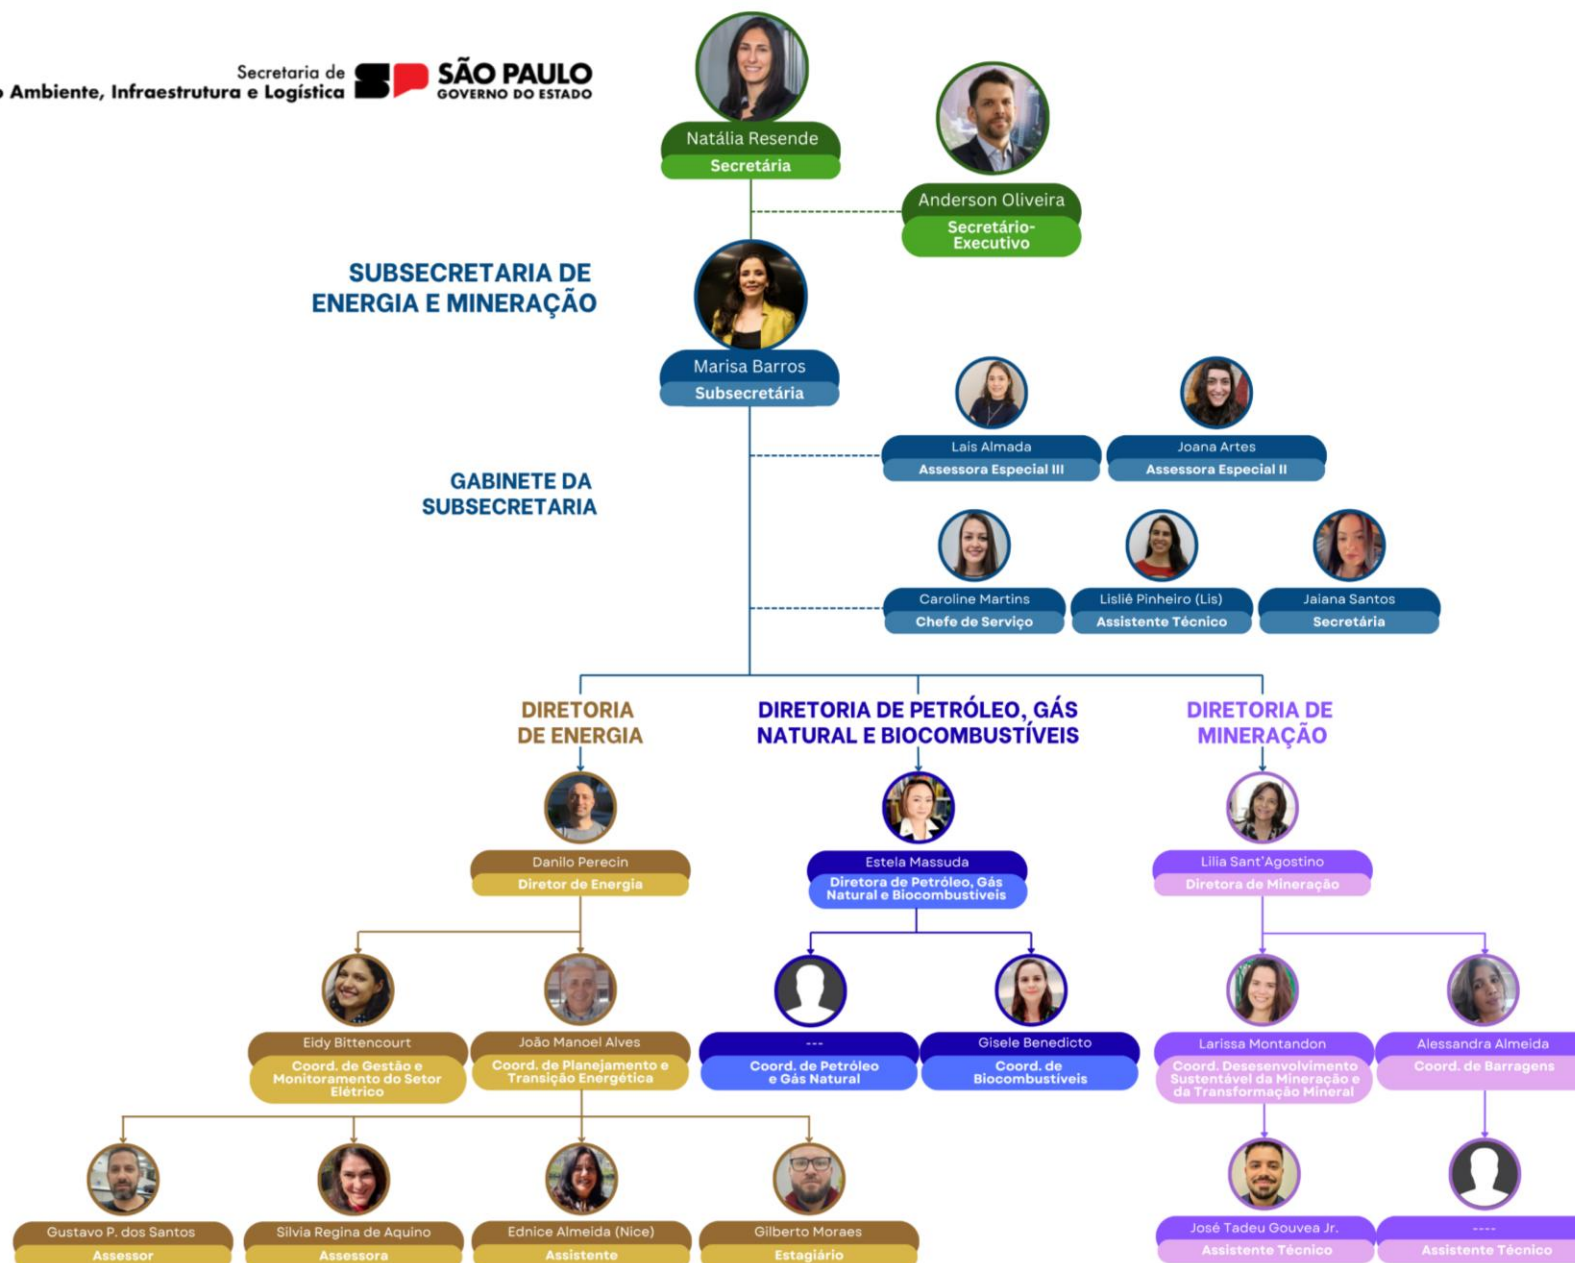 Secretaria de
Ambiente, Infraestrutura e Logística
SÃO PAULO
GOVERNO DO ESTADO
Natália Resende
Secretária
Anderson Oliveira
Secretário-
Executivo
SUBSECRETARIA DE
ENERGIA E MINERAÇÃO
Marisa Barros
Subsecretária
GABINETE DA
SUBSECRETARIA
Lais Almada
Assessora Especial III
Joana Artes
Assessora Especial II
Caroline Martins
Chefe de Serviço
Lisliê Pinheiro (Lis)
Assistente Técnico
Jaiana Santos
Secretária
DIRETORIA
DE ENERGIA
DIRETORIA DE PETRÓLEO, GÁS
NATURAL E BIOCOMBUSTÍVEIS
DIRETORIA DE
MINERAÇÃO
Danilo Perecin
Diretor de Energia
Estela Massuda
Diretora de Petróleo, Gás
Natural e Biocombustíveis
Lilia Sant'Agostino
Diretora de Mineração
Eidy Bittencourt
Coord. de Gestão e
Monitoramento do Setor
Elétrico
João Manoel Alves
Coord. de Planejamento e
Transição Energética
---
Coord. de Petróleo
e Gás Natural
Gisele Benedicto
Coord. de
Biocombustíveis
Larissa Montandon
Coord. Desesenvolvimento
Sustentável da Mineração e
da Transformação Mineral
Alessandra Almeida
Coord. de Barragens
Gustavo P. dos Santos
Assessor
Silvia Regina de Aquino
Assessora
Ednice Almeida (Nice)
Assistente
Gilberto Moraes
Estagiário
José Tadeu Gouvea Jr.
Assistente Técnico
----
Assistente Técnico